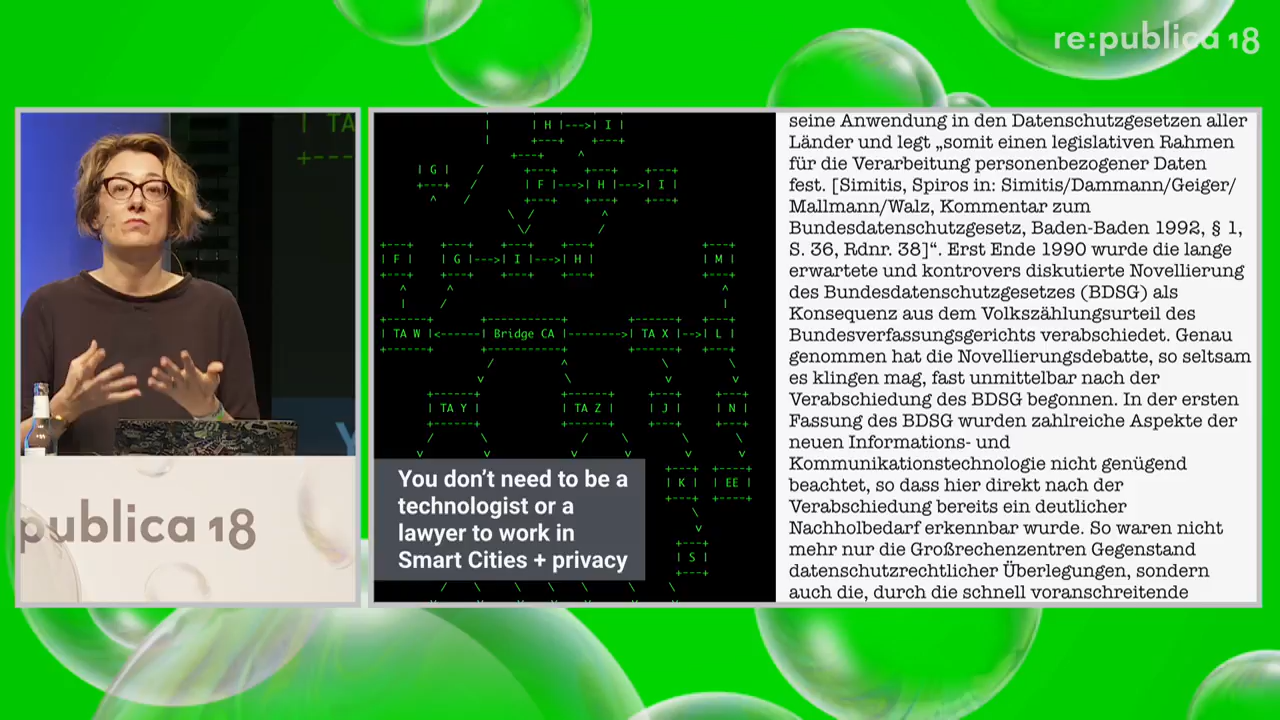 re:publica 18
TA
publica 18
H --->| I
G
F --->| H --->| I
F G --->| I --->| H M
TA W |<------| Bridge CA |-------->| TA X |-->| L
TA Y TA Z J N
K EE
S
You don't need to be a
technologist or a
lawyer to work in
Smart Cities + privacy
seine Anwendung in den Datenschutzgesetzen aller
Länder und legt „somit einen legislativen Rahmen
für die Verarbeitung personenbezogener Daten
fest. [Simitis, Spiros in: Simitis/Dammann/Geiger/
Mallmann/Walz, Kommentar zum
Bundesdatenschutzgesetz, Baden-Baden 1992, § 1,
S. 36, Rdnr. 38]“. Erst Ende 1990 wurde die lange
erwartete und kontrovers diskutierte Novellierung
des Bundesdatenschutzgesetzes (BDSG) als
Konsequenz aus dem Volkszählungsurteil des
Bundesverfassungsgerichts verabschiedet. Genau
genommen hat die Novellierungsdebatte, so seltsam
es klingen mag, fast unmittelbar nach der
Verabschiedung des BDSG begonnen. In der ersten
Fassung des BDSG wurden zahlreiche Aspekte der
neuen Informations- und
Kommunikationstechnologie nicht genügend
beachtet, so dass hier direkt nach der
Verabschiedung bereits ein deutlicher
Nachholbedarf erkennbar wurde. So waren nicht
mehr nur die Großrechenzentren Gegenstand
datenschutzrechtlicher Überlegungen, sondern
auch die, durch die schnell voranschreitende